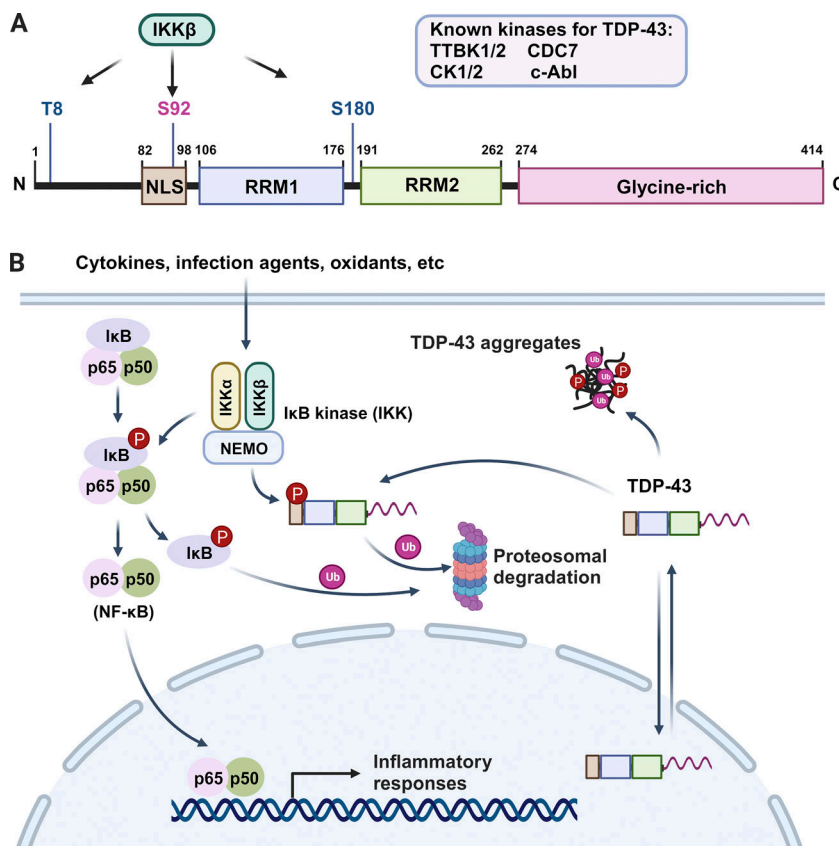 A
IKKβ
Known kinases for TDP-43:
TTBK1/2 CDC7
CK1/2 c-Abl
T8 S92 S180
1 82 98 106 176 191 262 274 414
N NLS RRM1 RRM2 Glycine-rich C
B
Cytokines, infection agents, oxidants, etc
IκB
p65 p50
IKKα IKKβ
IκB kinase (IKK)
NEMO
TDP-43 aggregates
Ub
P
Ub
P
P
Ub
P
IκB
p65 p50
P
TDP-43
P
IκB
Ub
Ub
Proteosomal
degradation
p65 p50
(NF-κB)
p65 p50
Inflammatory
responses